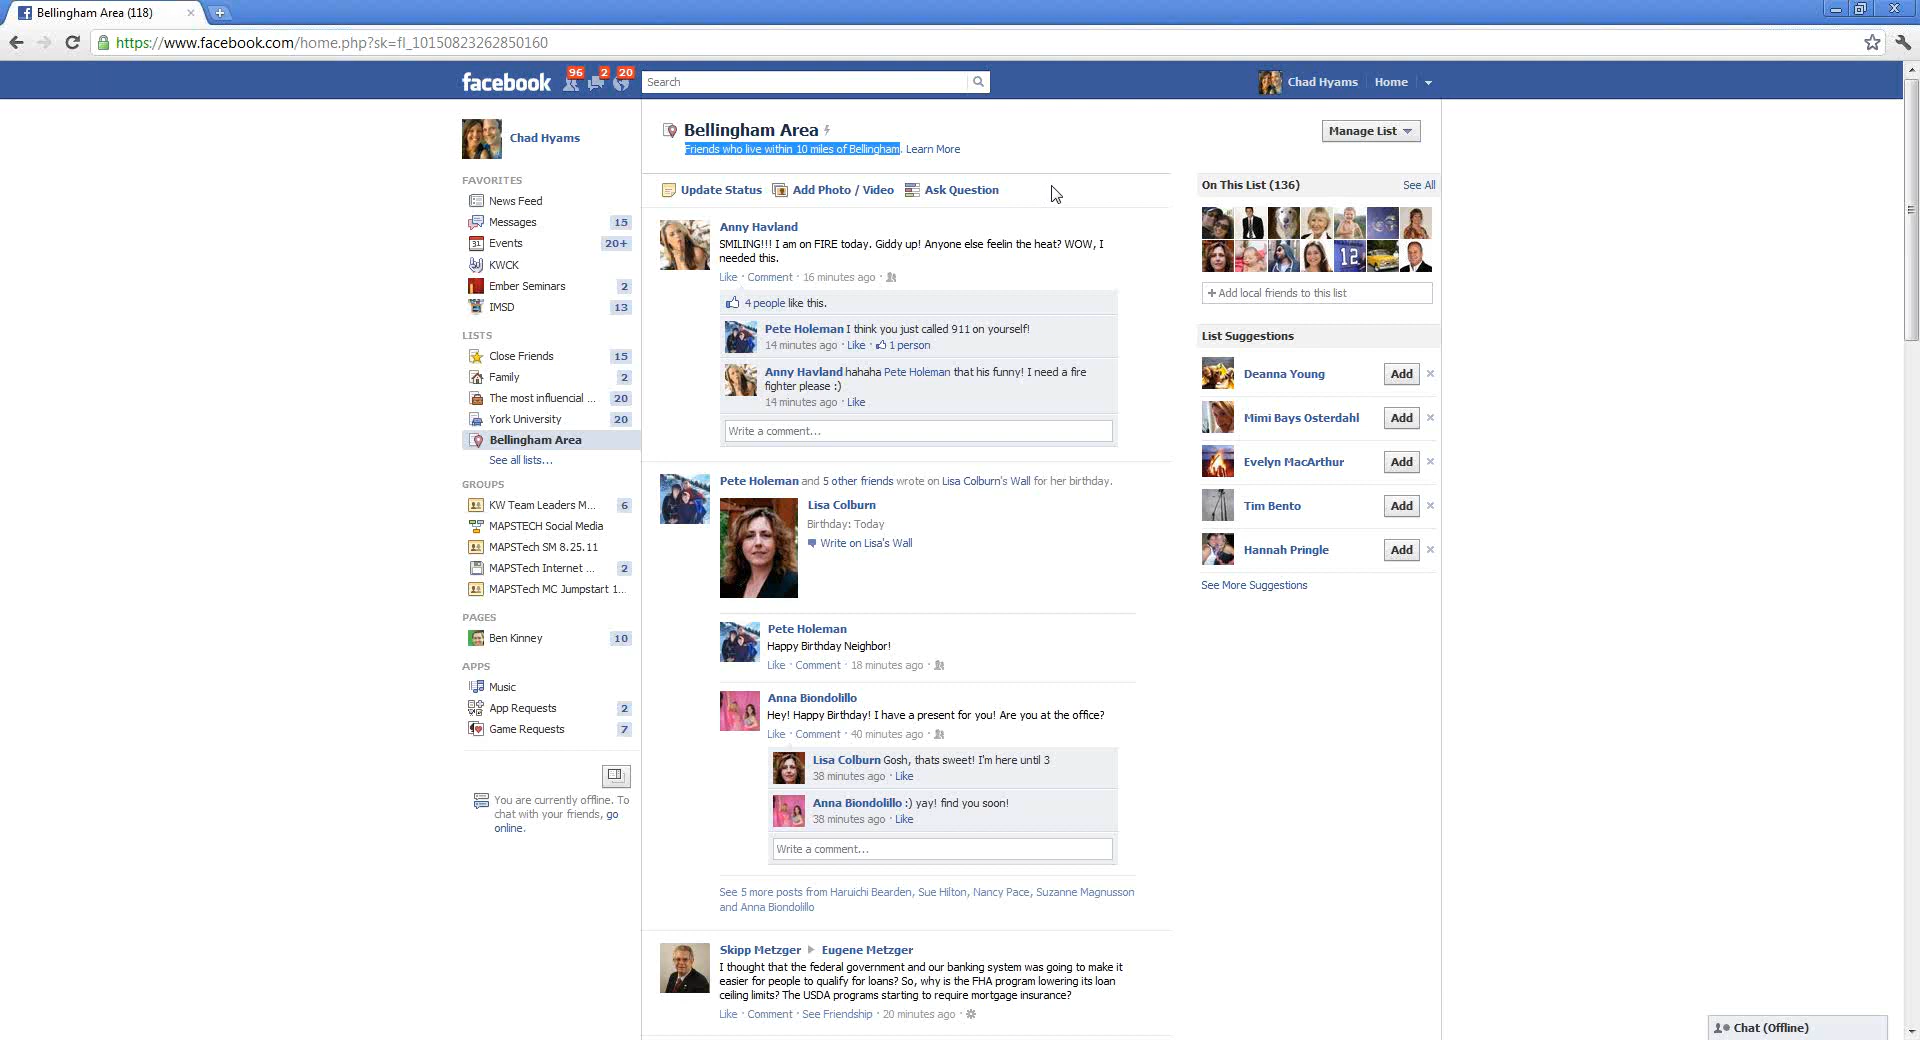 Bellingham Area (118)
https://www.facebook.com/home.php?sk=fl_10150823262850160
facebook
96
2
20
Search
Chad Hyams
Home
Chad Hyams
FAVORITES
News Feed
Messages 15
Events 20+
KWCK
Ember Seminars 2
IMSD 13
LISTS
Close Friends 15
Family 2
The most influencial ... 20
York University 20
Bellingham Area
See all lists...
GROUPS
KW Team Leaders M... 6
MAPSTECH Social Media
MAPSTech SM 8.25.11
MAPSTech Internet ... 2
MAPSTech MC Jumpstart 1...
PAGES
Ben Kinney 10
APPS
Music
App Requests 2
Game Requests 7
You are currently offline. To
chat with your friends, go
online.
Bellingham Area
Friends who live within 10 miles of Bellingham. Learn More
Manage List
Update Status Add Photo / Video Ask Question
Anny Havland
SMILING!!! I am on FIRE today. Giddy up! Anyone else feelin the heat? WOW, I
needed this.
Like · Comment · 16 minutes ago ·
4 people like this.
Pete Holeman I think you just called 911 on yourself!
14 minutes ago · Like · 1 person
Anny Havland hahaha Pete Holeman that his funny! I need a fire
fighter please :)
14 minutes ago · Like
Write a comment...
Pete Holeman and 5 other friends wrote on Lisa Colburn's Wall for her birthday.
Lisa Colburn
Birthday: Today
Write on Lisa's Wall
Pete Holeman
Happy Birthday Neighbor!
Like · Comment · 18 minutes ago ·
Anna Biondolillo
Hey! Happy Birthday! I have a present for you! Are you at the office?
Like · Comment · 40 minutes ago ·
Lisa Colburn Gosh, thats sweet! I'm here until 3
38 minutes ago · Like
Anna Biondolillo :) yay! find you soon!
38 minutes ago · Like
Write a comment...
See 5 more posts from Haruichi Bearden, Sue Hilton, Nancy Pace, Suzanne Magnusson
and Anna Biondolillo
Skipp Metzger Eugene Metzger
I thought that the federal government and our banking system was going to make it
easier for people to qualify for loans? So, why is the FHA program lowering its loan
ceiling limits? The USDA programs starting to require mortgage insurance?
Like · Comment · See Friendship · 20 minutes ago ·
On This List (136) See All
12
+ Add local friends to this list
List Suggestions
Deanna Young Add
Mimi Bays Osterdahl Add
Evelyn MacArthur Add
Tim Bento Add
Hannah Pringle Add
See More Suggestions
Chat (Offline)